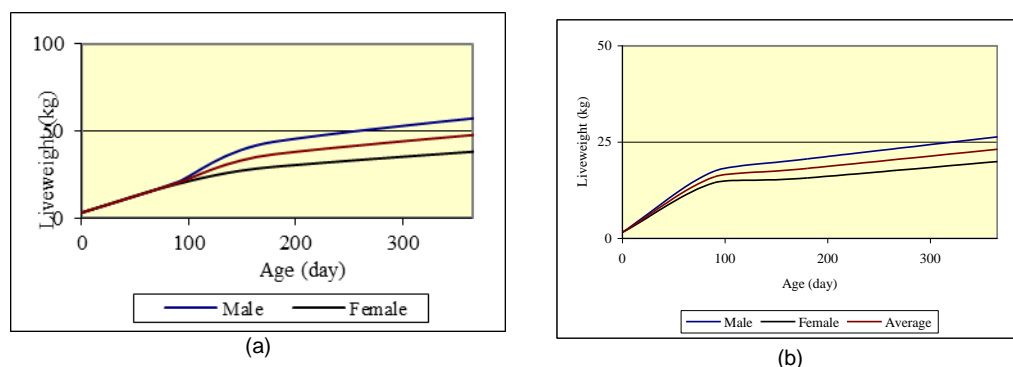 100
50
0
Liveweight (kg)
0 100 200 300
Age (day)
Male Female
(a)
50
25
0
Liveweight (kg)
0 100 200 300
Age (day)
Male Female Average
(b)